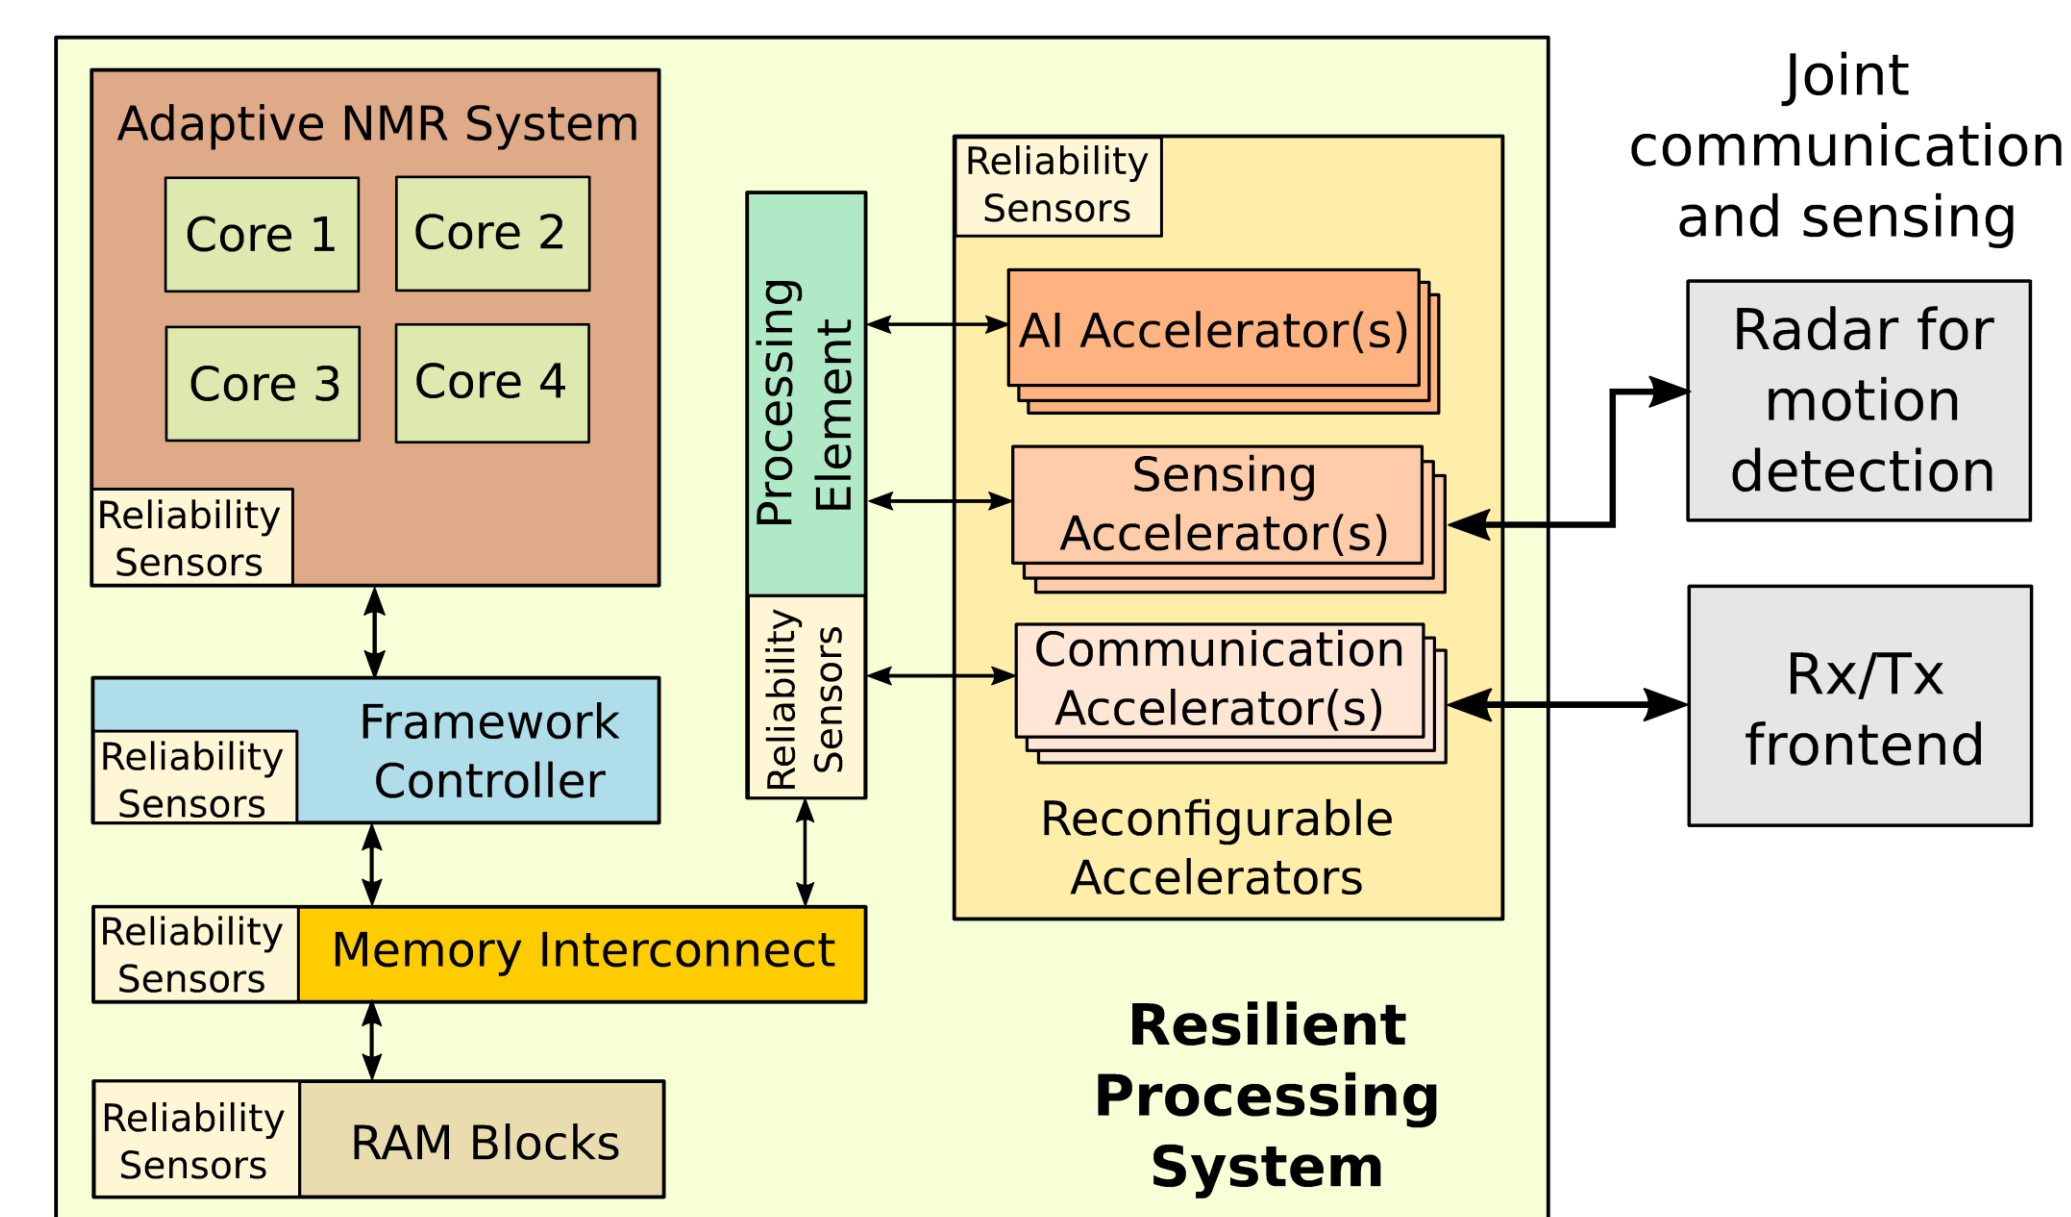 Adaptive NMR System
Core 1
Core 2
Core 3
Core 4
Reliability
Sensors
Framework
Controller
Reliability
Sensors
Reliability
Sensors
Memory Interconnect
Reliability
Sensors
RAM Blocks
Processing
Element
Reliability
Sensors
Reliability
Sensors
AI Accelerator(s)
Sensing
Accelerator(s)
Communication
Accelerator(s)
Reconfigurable
Accelerators
Resilient
Processing
System
Joint
communication
and sensing
Radar for
motion
detection
Rx/Tx
frontend